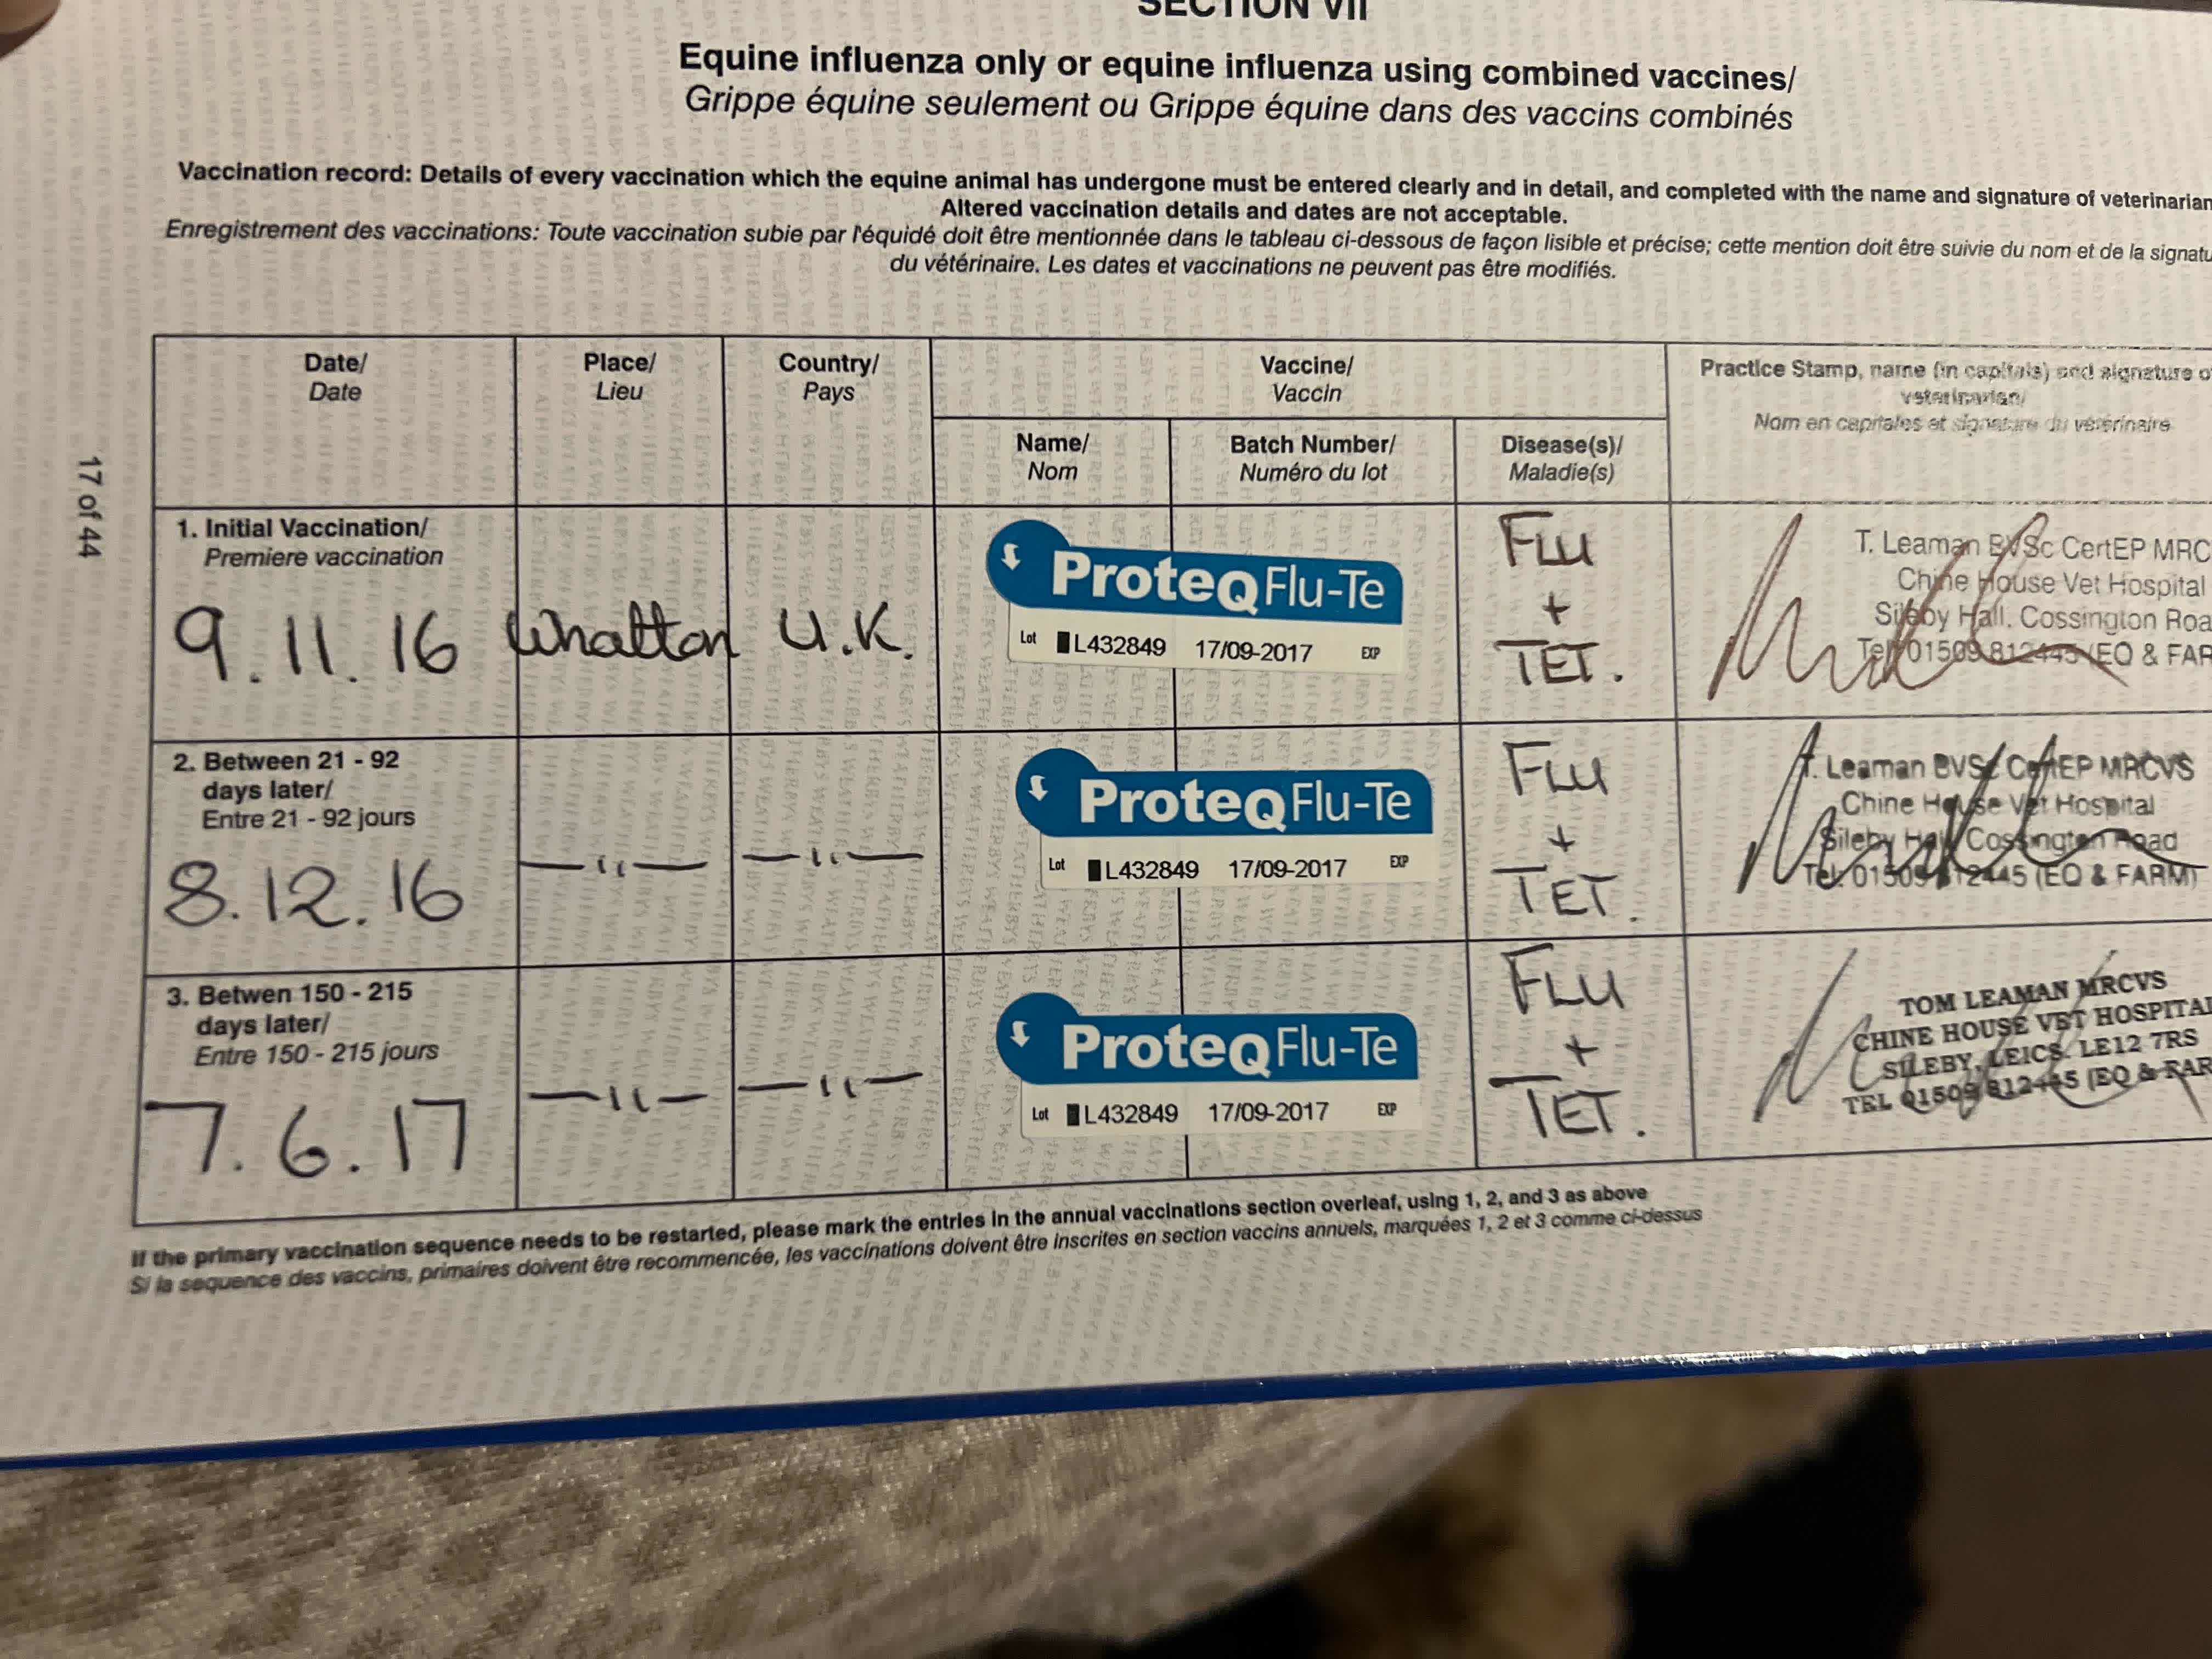 SECTION VII
Equine influenza only or equine influenza using combined vaccines/
Grippe équine seulement ou Grippe équine dans des vaccins combinés
Vaccination record: Details of every vaccination which the equine animal has undergone must be entered clearly and in detail, and completed with the name and signature of veterinarian
Altered vaccination details and dates are not acceptable.
Enregistrement des vaccinations: Toute vaccination subie par l'équidé doit être mentionnée dans le tableau ci-dessous de façon lisible et précise; cette mention doit être suivie du nom et de la signatu
du vétérinaire. Les dates et vaccinations ne peuvent pas être modifiés.
17 of 44
Date/
Date
Place/
Lieu
Country/
Pays
Vaccine/
Vaccin
Name/
Nom
Batch Number/
Numéro du lot
Disease(s)/
Maladie(s)
Practice Stamp, name (in capitals) and signature o
veterinarian/
Nom en capitales et signature du vétérinaire
1. Initial Vaccination/
Premiere vaccination
9.11.16
Whatton
U.K.
ProteqFlu-Te
Lot L432849 17/09-2017 EXP
FLU
+
TET.
T. Leaman BVSc CertEP MRC
Chine House Vet Hospital
Sileby Hall. Cossington Roa
Tel. 01509 812445 (EQ & FAR
2. Between 21 - 92
days later/
Entre 21 - 92 jours
8.12.16
—"—
—"—
ProteqFlu-Te
Lot L432849 17/09-2017 EXP
FLU
+
TET.
T. Leaman BVSc CertEP MRCVS
Chine House Vet Hospital
Sileby Hall, Cossington Road
Tel. 01509 812445 (EQ & FARM)
3. Betwen 150 - 215
days later/
Entre 150 - 215 jours
7.6.17
—"—
—"—
ProteqFlu-Te
Lot L432849 17/09-2017 EXP
FLU
+
TET.
TOM LEAMAN MRCVS
CHINE HOUSE VET HOSPITAL
SILEBY, LEICS. LE12 7RS
TEL 01509 812445 (EQ & FAR
If the primary vaccination sequence needs to be restarted, please mark the entries in the annual vaccinations section overleaf, using 1, 2, and 3 as above
Si la sequence des vaccins, primaires doivent être recommencée, les vaccinations doivent être inscrites en section vaccins annuels, marquées 1, 2 et 3 comme ci-dessus